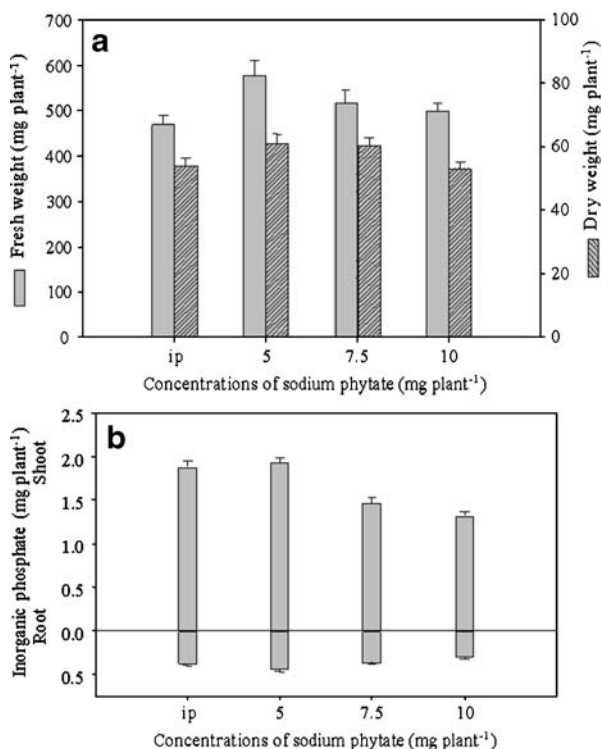 a
700
600
500
400
300
200
100
0
Fresh weight (mg plant⁻¹)
100
80
60
40
20
0
Dry weight (mg plant⁻¹)
ip 5 7.5 10
Concentrations of sodium phytate (mg plant⁻¹)
b
2.5
2.0
1.5
1.0
0.5
0.0
0.5
Inorganic phosphate (mg plant⁻¹)
Root Shoot
ip 5 7.5 10
Concentrations of sodium phytate (mg plant⁻¹)